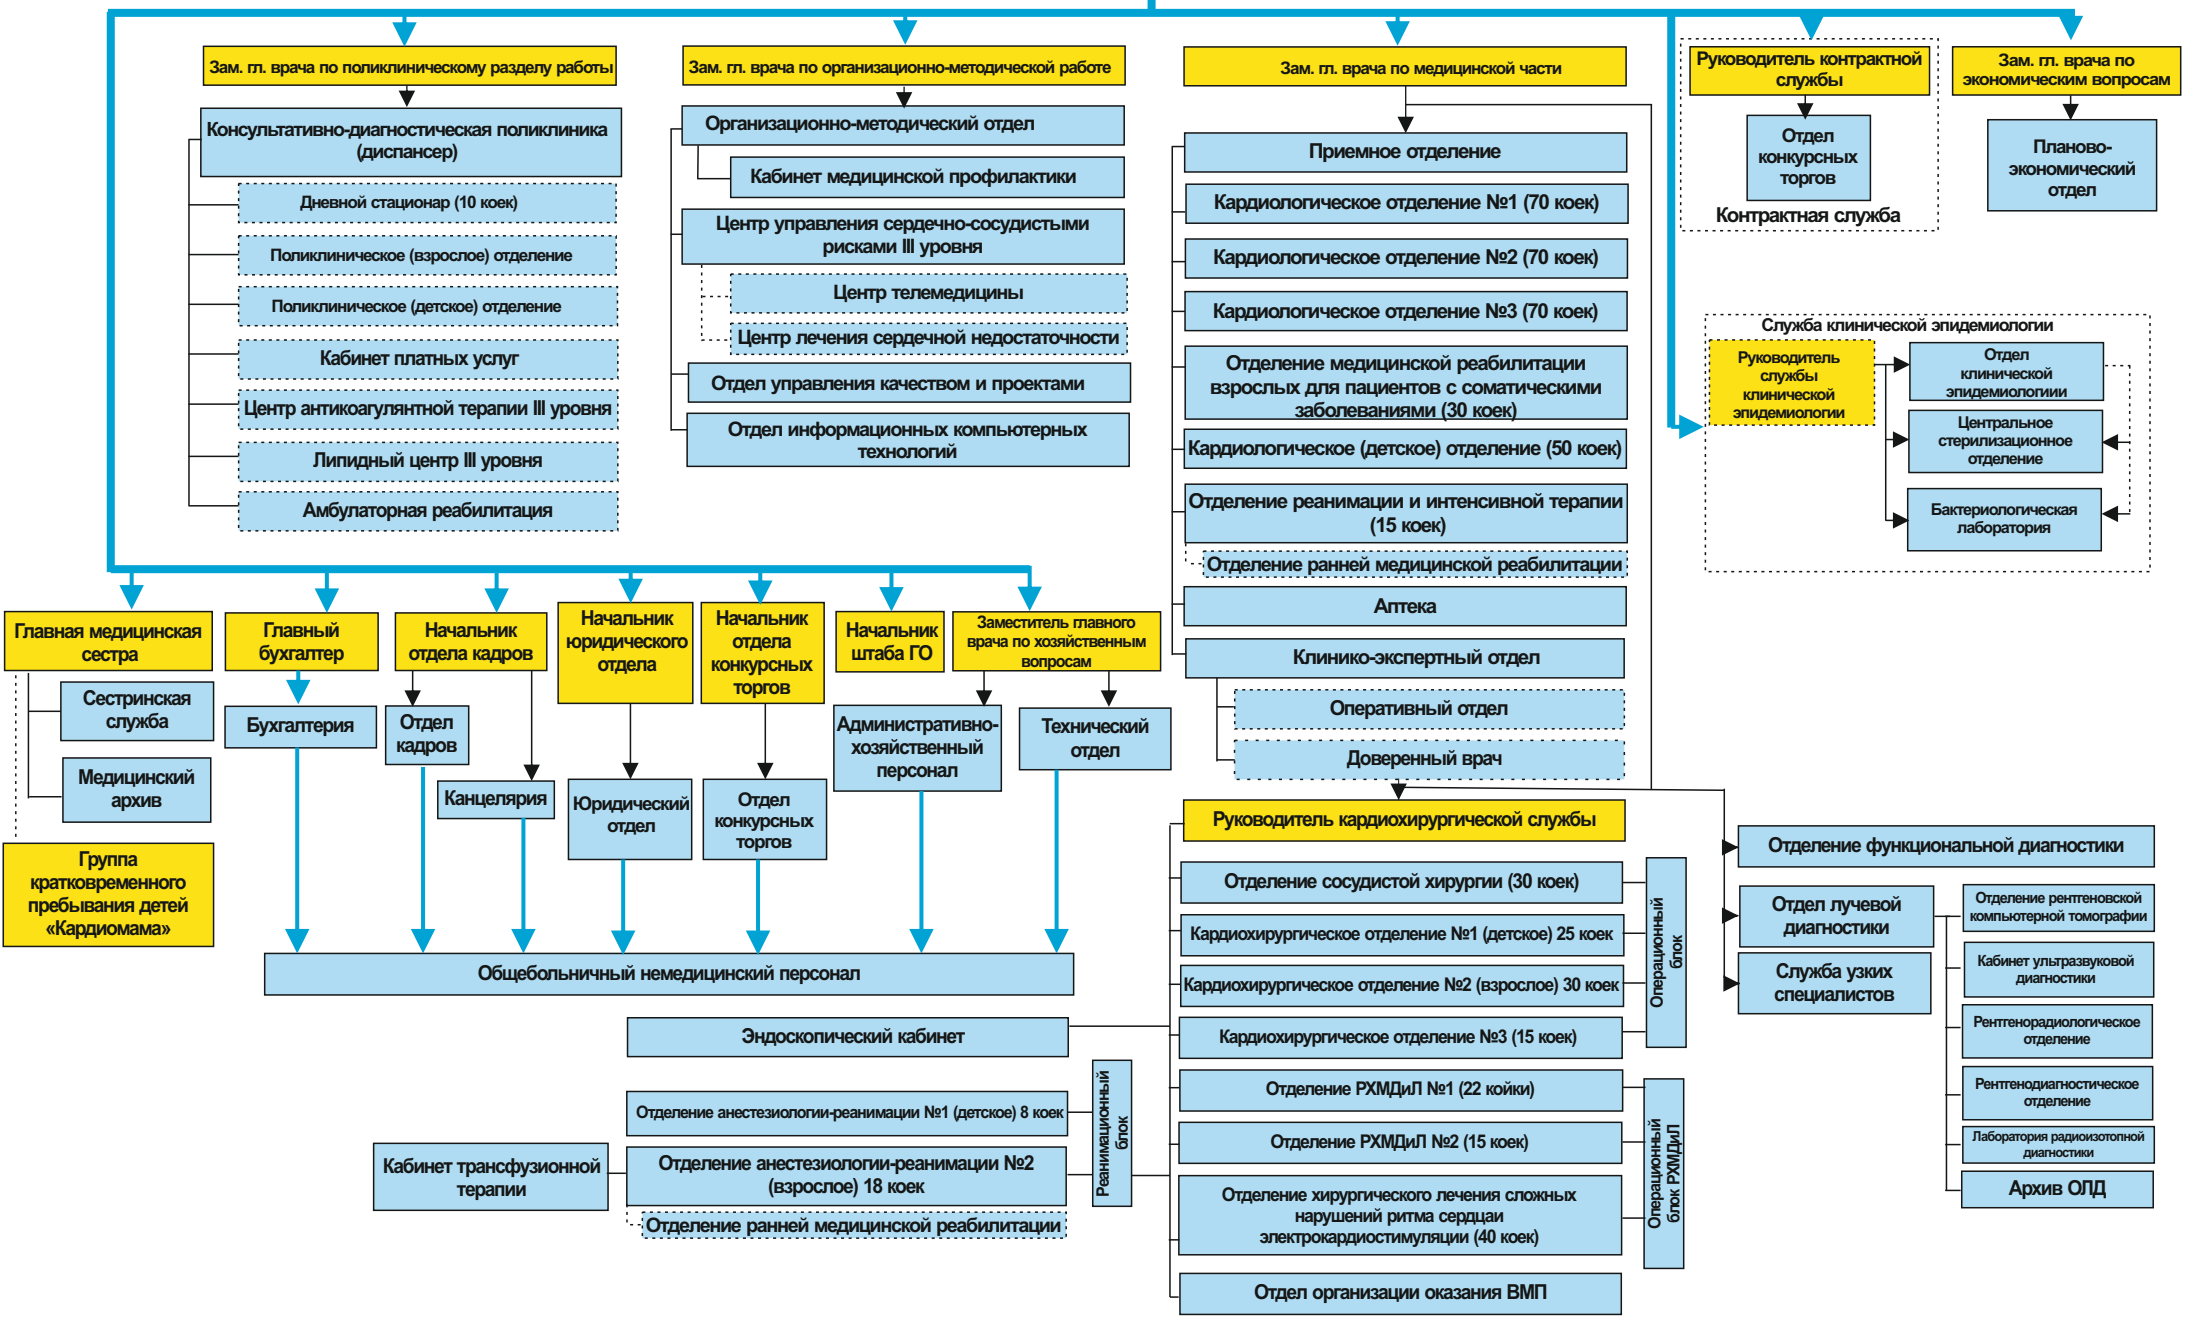 Зам. гл. врача по поликлиническому разделу работы
Консультативно-диагностическая поликлиника
(диспансер)
Дневной стационар (10 коек)
Поликлиническое (взрослое) отделение
Поликлиническое (детское) отделение
Кабинет платных услуг
Центр антикоагулянтной терапии III уровня
Липидный центр III уровня
Амбулаторная реабилитация
Зам. гл. врача по организационно-методической работе
Организационно-методический отдел
Кабинет медицинской профилактики
Центр управления сердечно-сосудистыми
рисками III уровня
Центр телемедицины
Центр лечения сердечной недостаточности
Отдел управления качеством и проектами
Отдел информационных компьютерных
технологий
Зам. гл. врача по медицинской части
Приемное отделение
Кардиологическое отделение №1 (70 коек)
Кардиологическое отделение №2 (70 коек)
Кардиологическое отделение №3 (70 коек)
Отделение медицинской реабилитации
взрослых для пациентов с соматическими
заболеваниями (30 коек)
Кардиологическое (детское) отделение (50 коек)
Отделение реанимации и интенсивной терапии
(15 коек)
Отделение ранней медицинской реабилитации
Аптека
Клинико-экспертный отдел
Оперативный отдел
Доверенный врач
Руководитель контрактной
службы
Отдел
конкурсных
торгов
Контрактная служба
Зам. гл. врача по
экономическим вопросам
Планово-
экономический
отдел
Служба клинической эпидемиологии
Руководитель
службы
клинической
эпидемиологии
Отдел
клинической
эпидемиологиии
Центральное
стерилизационное
отделение
Бактериологическая
лаборатория
Главная медицинская
сестра
Сестринская
служба
Медицинский
архив
Группа
кратковременного
пребывания детей
«Кардиомама»
Главный
бухгалтер
Бухгалтерия
Начальник
отдела кадров
Отдел
кадров
Канцелярия
Начальник
юридического
отдела
Юридический
отдел
Начальник
отдела
конкурсных
торгов
Отдел
конкурсных
торгов
Начальник
штаба ГО
Заместитель главного
врача по хозяйственным
вопросам
Административно-
хозяйственный
персонал
Технический
отдел
Общебольничный немедицинский персонал
Руководитель кардиохирургической службы
Отделение сосудистой хирургии (30 коек)
Кардиохирургическое отделение №1 (детское) 25 коек
Кардиохирургическое отделение №2 (взрослое) 30 коек
Кардиохирургическое отделение №3 (15 коек)
Операционный
блок
Отделение РХМДиЛ №1 (22 койки)
Отделение РХМДиЛ №2 (15 коек)
Отделение хирургического лечения сложных
нарушений ритма сердцаи
электрокардиостимуляции (40 коек)
Операционный
блок РХМДиЛ
Отдел организации оказания ВМП
Эндоскопический кабинет
Отделение анестезиологии-реанимации №1 (детское) 8 коек
Отделение анестезиологии-реанимации №2
(взрослое) 18 коек
Отделение ранней медицинской реабилитации
Реанимационный
блок
Кабинет трансфузионной
терапии
Отделение функциональной диагностики
Отдел лучевой
диагностики
Служба узких
специалистов
Отделение рентгеновской
компьютерной томографии
Кабинет ультразвуковой
диагностики
Рентгенорадиологическое
отделение
Рентгенодиагностическое
отделение
Лаборатория радиоизотопной
диагностики
Архив ОЛД